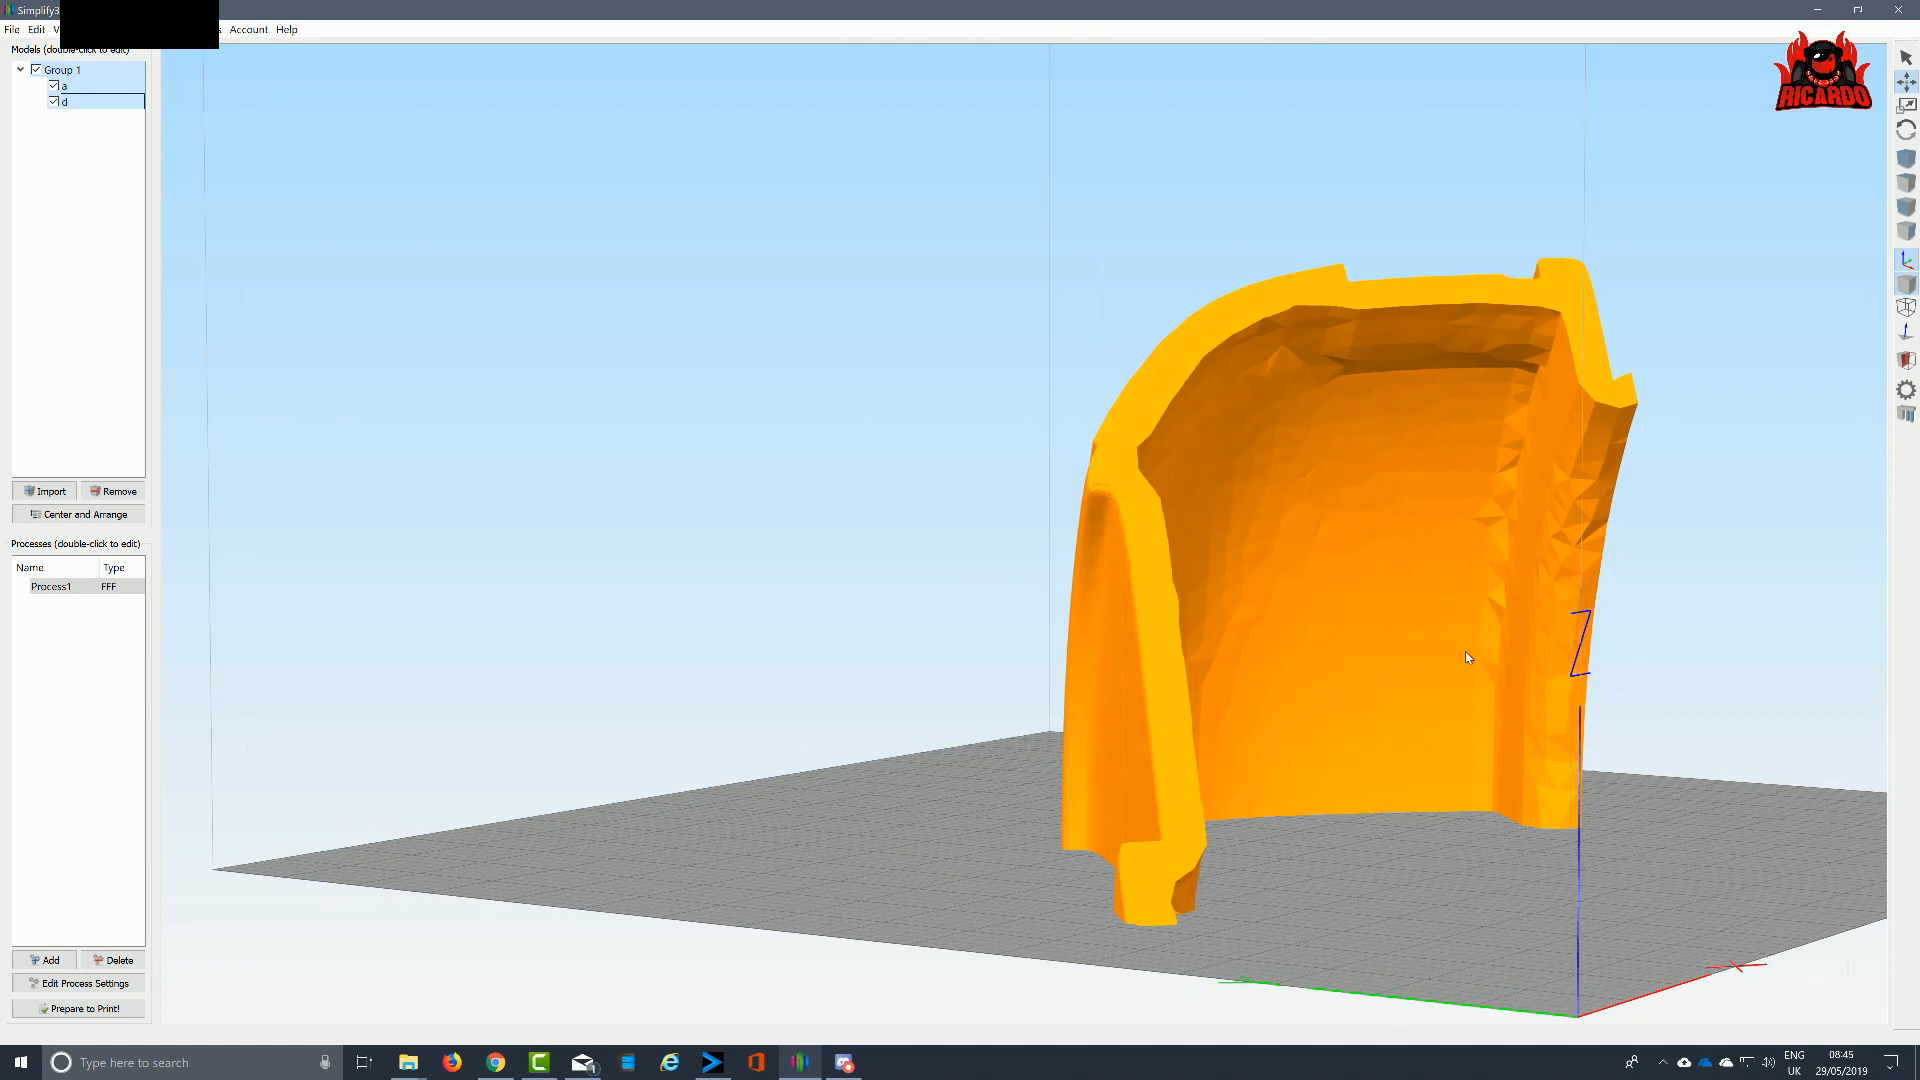 Simplify3
File Edit V s Account Help
Models (double-click to edit)
Group 1
a
d
Import Remove
Center and Arrange
Processes (double-click to edit)
Name Type
Process1 FFF
Add Delete
Edit Process Settings
Prepare to Print!
RICARDO
Z
Type here to search
1
ENG
UK
08:45
29/05/2019